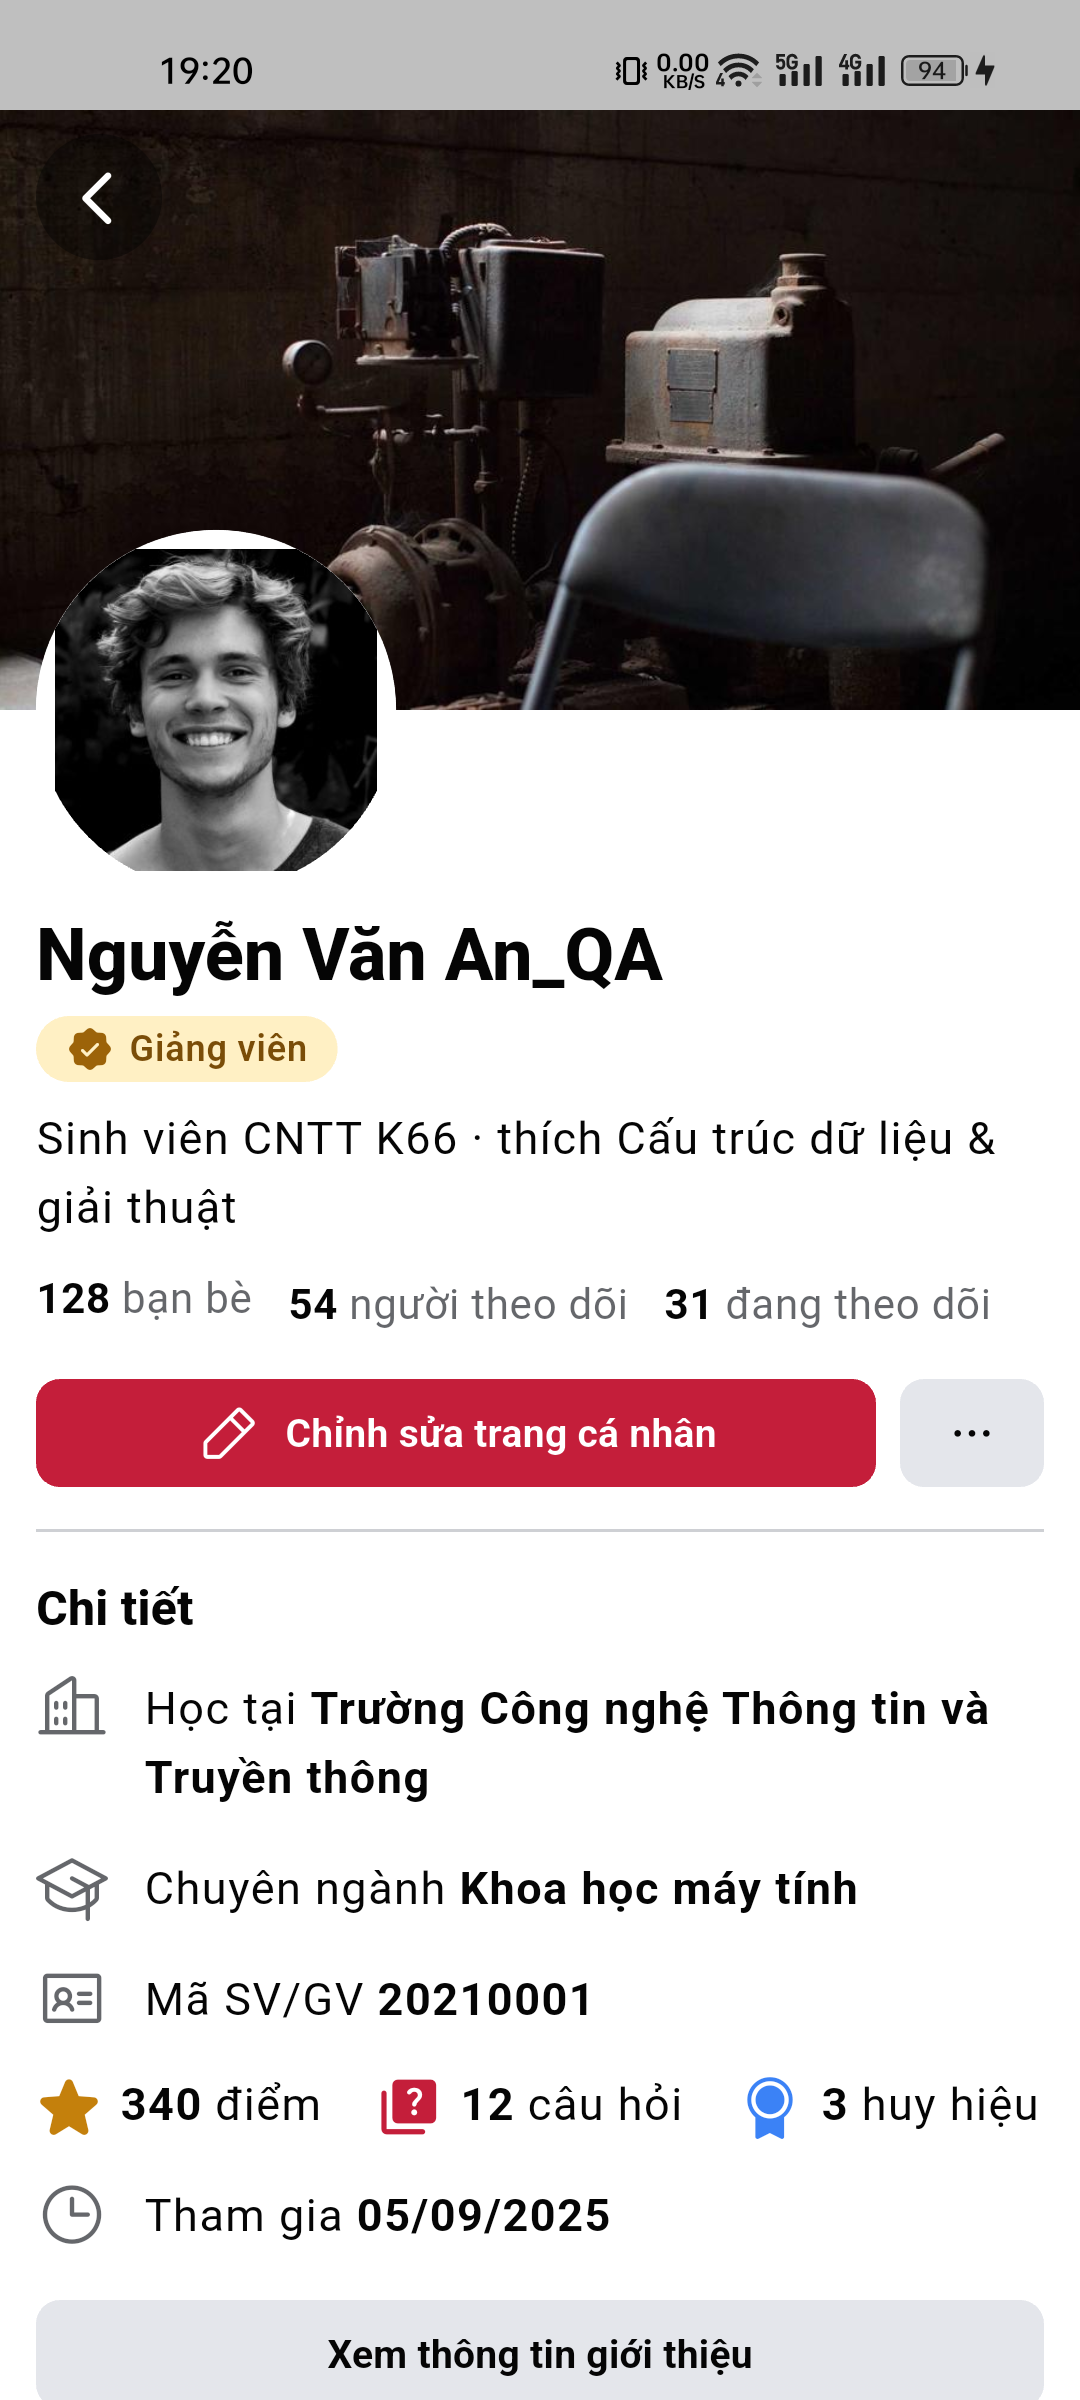 19:20
0.00 KB/S 4 5G 4G 94
Nguyễn Văn An_QA
Giảng viên
Sinh viên CNTT K66 · thích Cấu trúc dữ liệu &
giải thuật
128 bạn bè 54 người theo dõi 31 đang theo dõi
Chỉnh sửa trang cá nhân
Chi tiết
Học tại Trường Công nghệ Thông tin và
Truyền thông
Chuyên ngành Khoa học máy tính
Mã SV/GV 20210001
340 điểm ? 12 câu hỏi 3 huy hiệu
Tham gia 05/09/2025
Xem thông tin giới thiệu